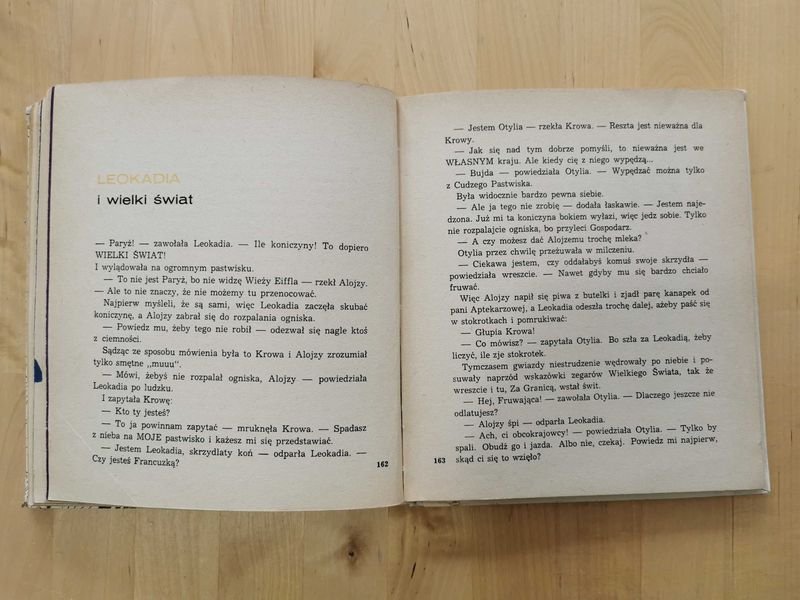 LEOKADIA
i wielki świat
— Paryż! — zawołała Leokadia. — Ile koniczyny! To dopiero
WIELKI ŚWIAT!
I wylądowała na ogromnym pastwisku.
— To nie jest Paryż, bo nie widzę Wieży Eiffla — rzekł Alojzy.
— Ale to nie znaczy, że nie możemy tu przenocować.
Najpierw myśleli, że są sami, więc Leokadia zaczęła skubać
koniczynę, a Alojzy zabrał się do rozpalania ogniska.
— Powiedz mu, żeby tego nie robił — odezwał się nagle ktoś
z ciemności.
Sądząc ze sposobu mówienia była to Krowa i Alojzy zrozumiał
tylko smętne „muuu”.
— Mówi, żebyś nie rozpalał ogniska, Alojzy — powiedziała
Leokadia po ludzku.
I zapytała Krowę:
— Kto ty jesteś?
— To ja powinnam zapytać — mruknęła Krowa. — Spadasz
z nieba na MOJE pastwisko i każesz mi się przedstawiać.
— Jestem Leokadia, skrzydlaty koń — odparła Leokadia. —
Czy jesteś Francuzką?
162
— Jestem Otylia — rzekła Krowa. — Reszta jest nieważna dla
Krowy.
— Jak się nad tym dobrze pomyśli, to nieważna jest we
WŁASNYM kraju. Ale kiedy cię z niego wypędzą...
— Bujda — powiedziała Otylia. — Wypędzać można tylko
z Cudzego Pastwiska.
Była widocznie bardzo pewna siebie.
— Ale ja tego nie zrobię — dodała łaskawie. — Jestem naje-
dzona. Już mi ta koniczyna bokiem wyłazi, więc jedz sobie. Tylko
nie rozpalajcie ogniska, bo przyleci Gospodarz.
— A czy możesz dać Alojzemu trochę mleka?
Otylia przez chwilę przeżuwała w milczeniu.
— Ciekawa jestem, czy oddałabyś komuś swoje skrzydła —
powiedziała wreszcie. — Nawet gdyby mu się bardzo chciało
fruwać.
Więc Alojzy napił się piwa z butelki i zjadł parę kanapek od
pani Aptekarzowej, a Leokadia odeszła trochę dalej, ażeby paść się
w stokrotkach i pomrukiwać:
— Głupia Krowa!
— Co mówisz? — zapytała Otylia. Bo szła za Leokadią, żeby
liczyć, ile zje stokrotek.
Tymczasem gwiazdy niestrudzenie wędrowały po niebie i po-
suwały naprzód wskazówki zegarów Wielkiego Świata, tak że
wreszcie i tu, Za Granicą, wstał świt.
— Hej, Fruwająca! — zawołała Otylia. — Dlaczego jeszcze nie
odlatujesz?
— Alojzy śpi — odparła Leokadia.
— Ach, ci obcokrajowcy! — powiedziała Otylia. — Tylko by
spali. Obudź go i jazda. Albo nie, czekaj. Powiedz mi najpierw,
skąd ci się to wzięło?
163